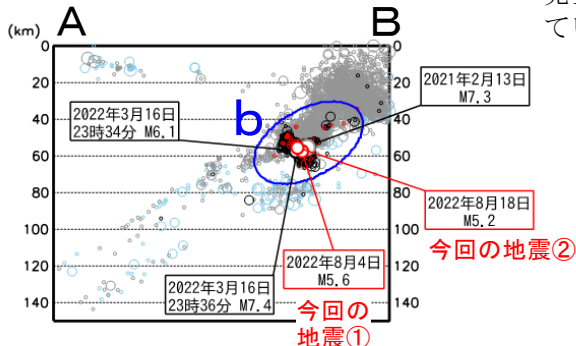 A
B
(km)
0
20
40
60
80
100
120
140
0
20
40
60
80
100
120
140
b
2021年2月13日
M7.3
2022年3月16日
23時34分 M6.1
2022年8月18日
M5.2
今回の地震②
2022年8月4日
M5.6
今回の
地震①
2022年3月16日
23時36分 M7.4